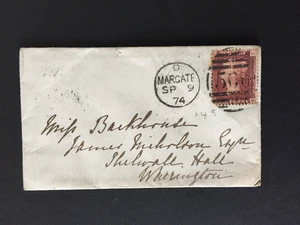 D
MARGATE
SP 9
74
Miss Backhouse
James Nicholson Esqre
Thelwall Hall
Warrington